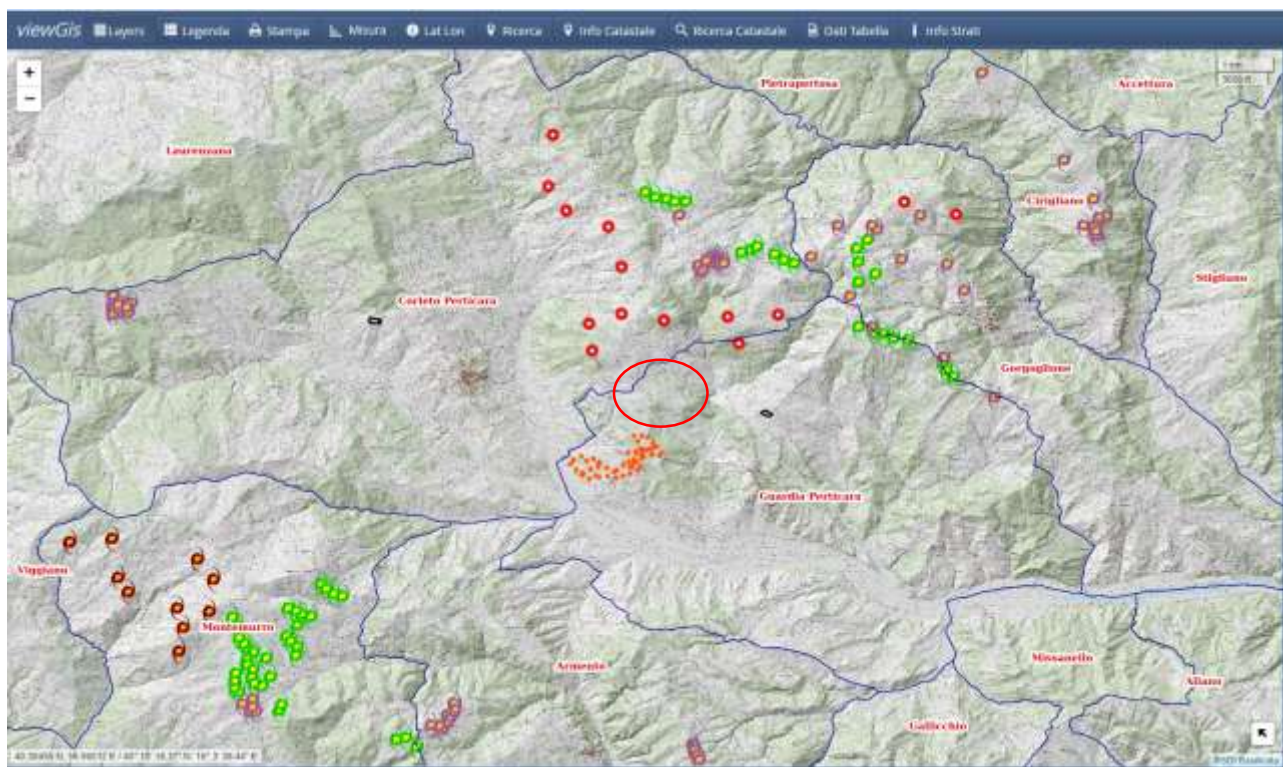 viewGis Layers Legenda Stampa Misura Lat Lon Ricerca Info Catastale Ricerca Catastale Dati Tabella Info Strati
+
−
Pietrapertosa
Accettura
Laurenzana
Cirigliano
Stigliano
Corleto Perticara
Gorgoglione
Guardia Perticara
Viggiano
Montemurro
Armento
Missanello
Aliano
Gallicchio